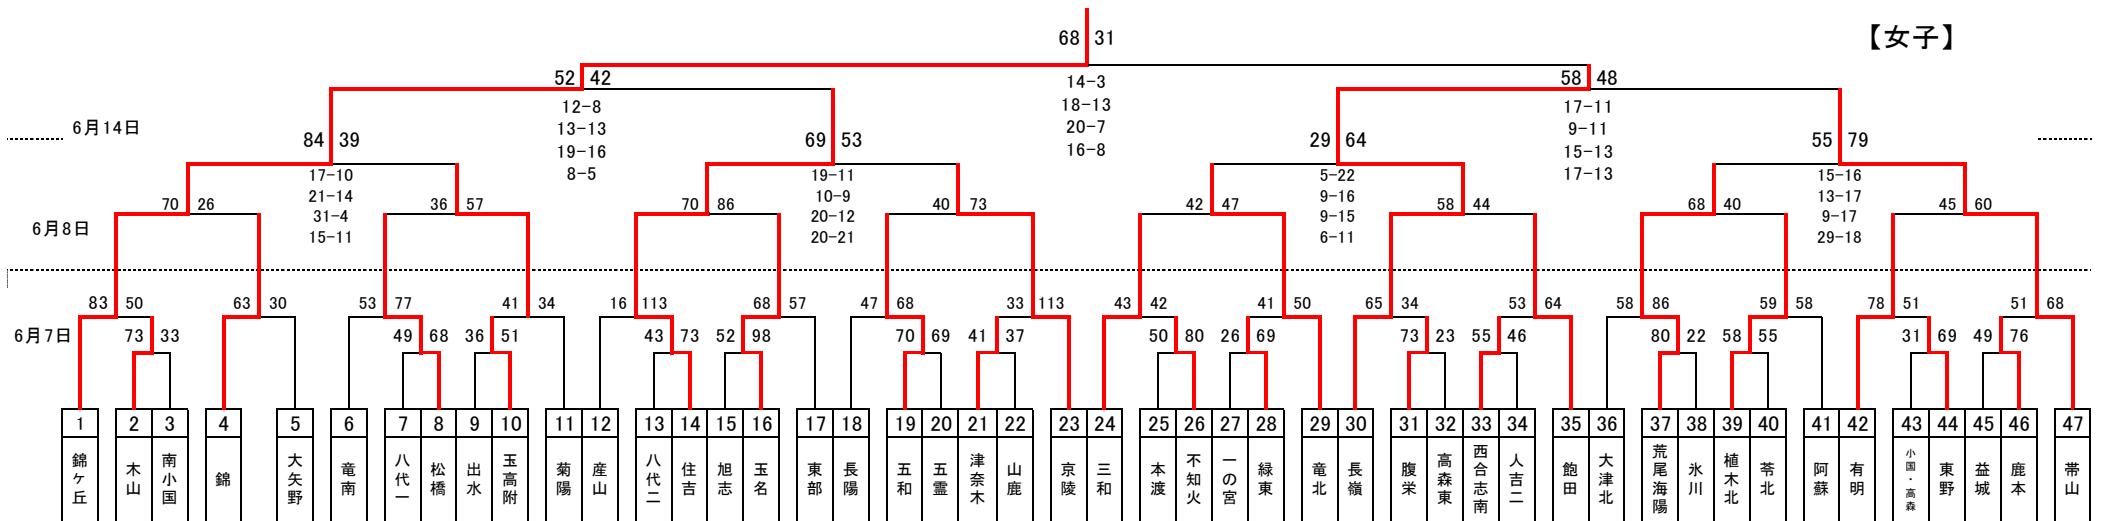 【女子】
68 31
14-3
18-13
20-7
16-8
52 42
12-8
13-13
19-16
8-5
58 48
17-11
9-11
15-13
17-13
6月14日
84 39
17-10
21-14
31-4
15-11
69 53
19-11
10-9
20-12
20-21
29 64
5-22
9-16
9-15
6-11
55 79
15-16
13-17
9-17
29-18
6月8日
70 26 36 57 70 86 40 73 42 47 58 44 68 40 45 60
83 50 63 30 53 77 41 34 16 113 68 57 47 68 33 113 43 42 41 50 65 34 53 64 58 86 59 58 78 51 51 68
6月7日
73 33 49 68 36 51 43 73 52 98 70 69 41 37 50 80 26 69 73 23 55 46 80 22 58 55 31 69 49 76
1 2 3 4 5 6 7 8 9 10 11 12 13 14 15 16 17 18 19 20 21 22 23 24 25 26 27 28 29 30 31 32 33 34 35 36 37 38 39 40 41 42 43 44 45 46 47
錦ヶ丘
木山
南小国
錦
大矢野
竜南
八代一
松橋
出水
玉高附
菊陽
産山
八代二
住吉
旭志
玉名
東部
長陽
五和
五霊
津奈木
山鹿
京陵
三和
本渡
不知火
一の宮
緑東
竜北
長嶺
腹栄
高森東
西合志南
人吉二
飽田
大津北
荒尾海陽
氷川
植木北
苓北
阿蘇
有明
小国・高森
東野
益城
鹿本
帯山